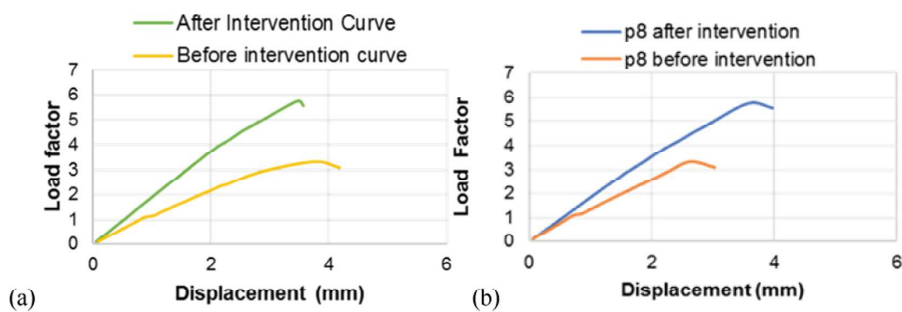 After Intervention Curve
Before intervention curve
7
6
5
4
3
2
1
0
Load factor
0 2 4 6
Displacement (mm)
(a)
p8 after intervention
p8 before intervention
7
6
5
4
3
2
1
0
Load Factor
0 2 4 6
Displacement (mm)
(b)